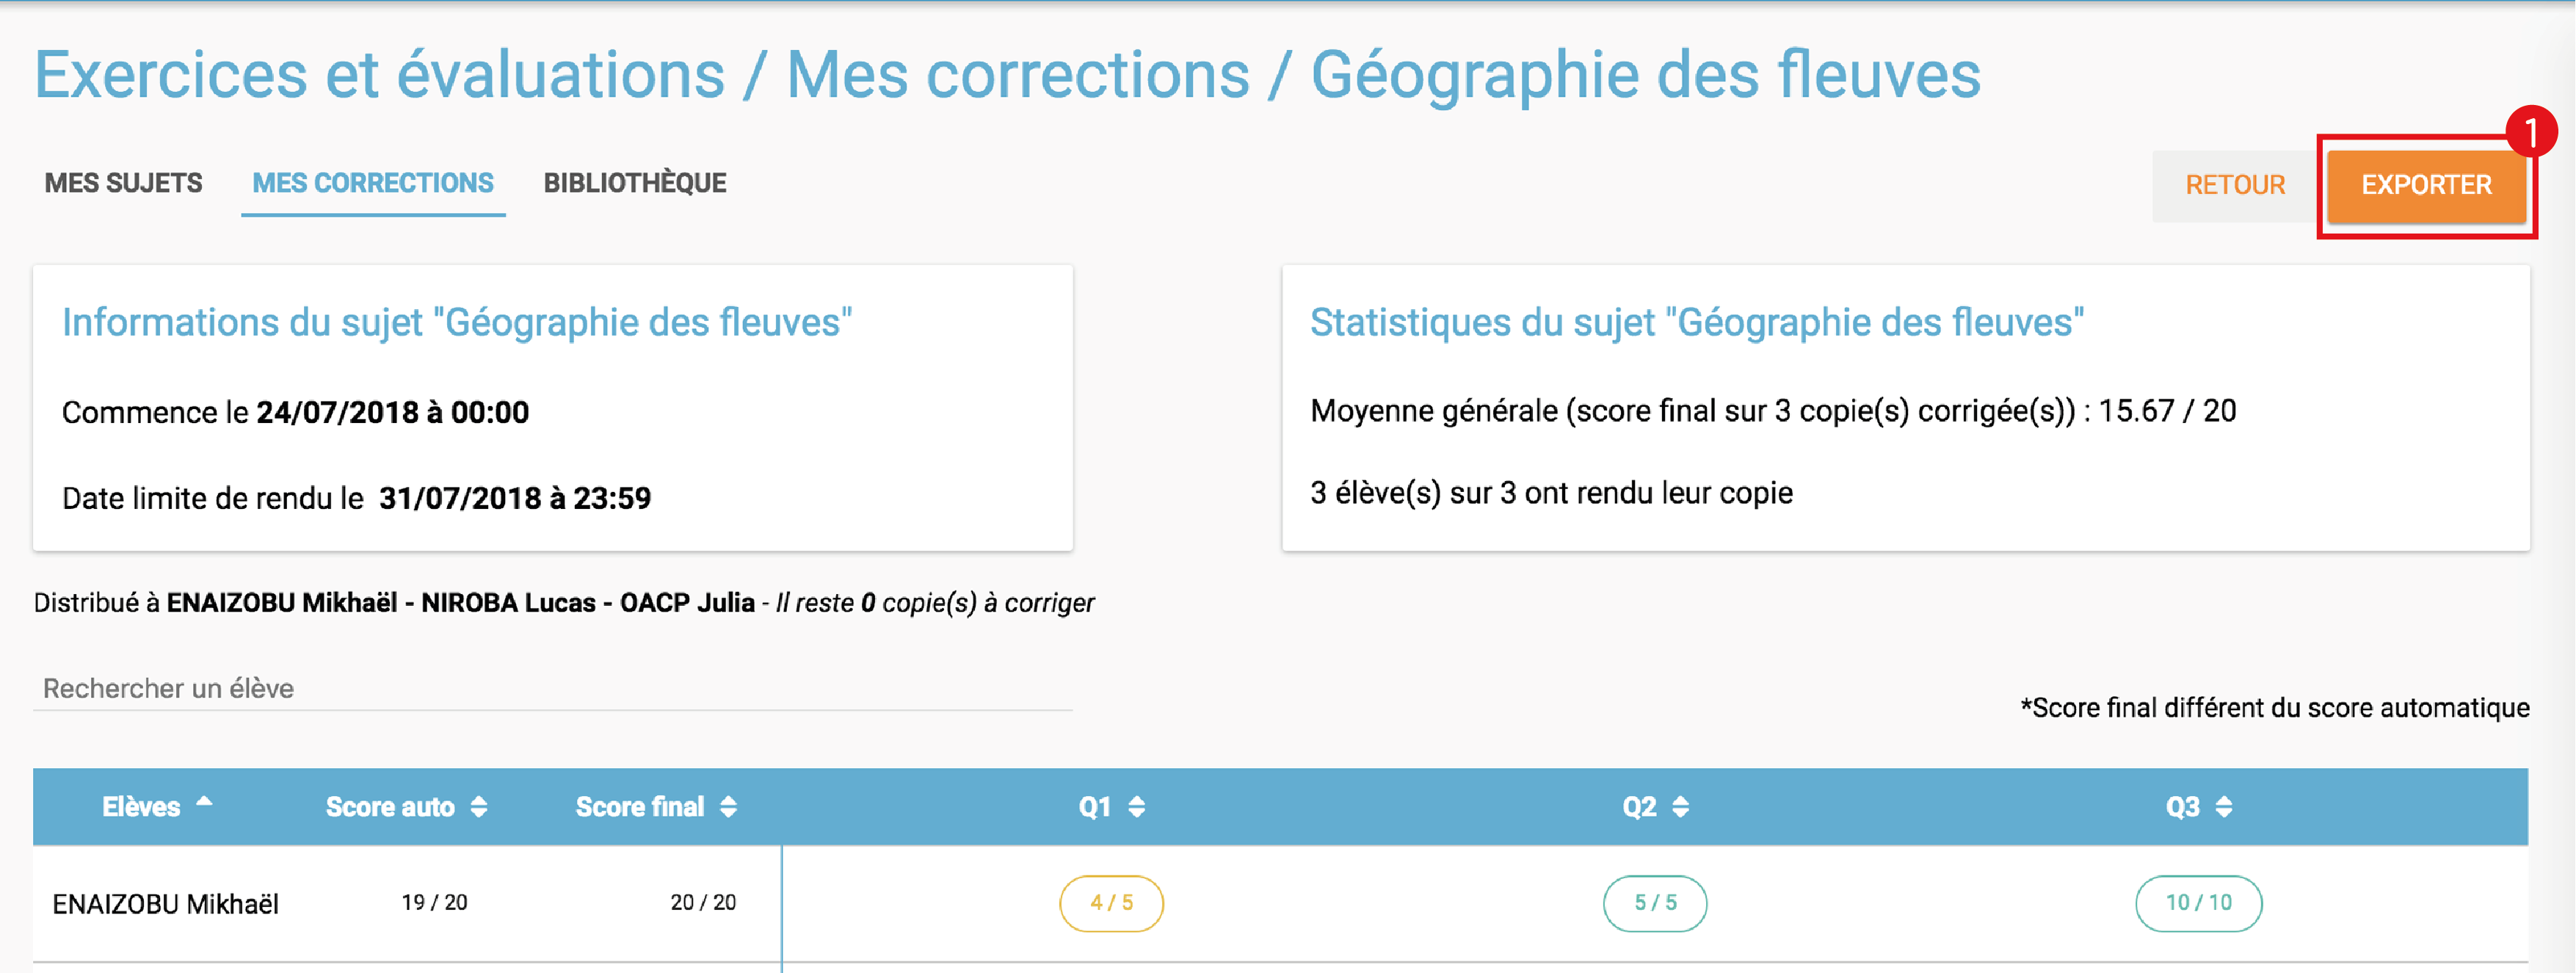 Exercices et évaluations / Mes corrections / Géographie des fleuves
1
MES SUJETS MES CORRECTIONS BIBLIOTHÈQUE RETOUR EXPORTER
Informations du sujet "Géographie des fleuves"
Commence le 24/07/2018 à 00:00
Date limite de rendu le 31/07/2018 à 23:59
Statistiques du sujet "Géographie des fleuves"
Moyenne générale (score final sur 3 copie(s) corrigée(s)) : 15.67 / 20
3 élève(s) sur 3 ont rendu leur copie
Distribué à ENAIZOBU Mikhaël - NIROBA Lucas - OACP Julia - Il reste 0 copie(s) à corriger
Rechercher un élève
*Score final différent du score automatique
Elèves Score auto Score final Q1 Q2 Q3
ENAIZOBU Mikhaël 19 / 20 20 / 20 4 / 5 5 / 5 10 / 10